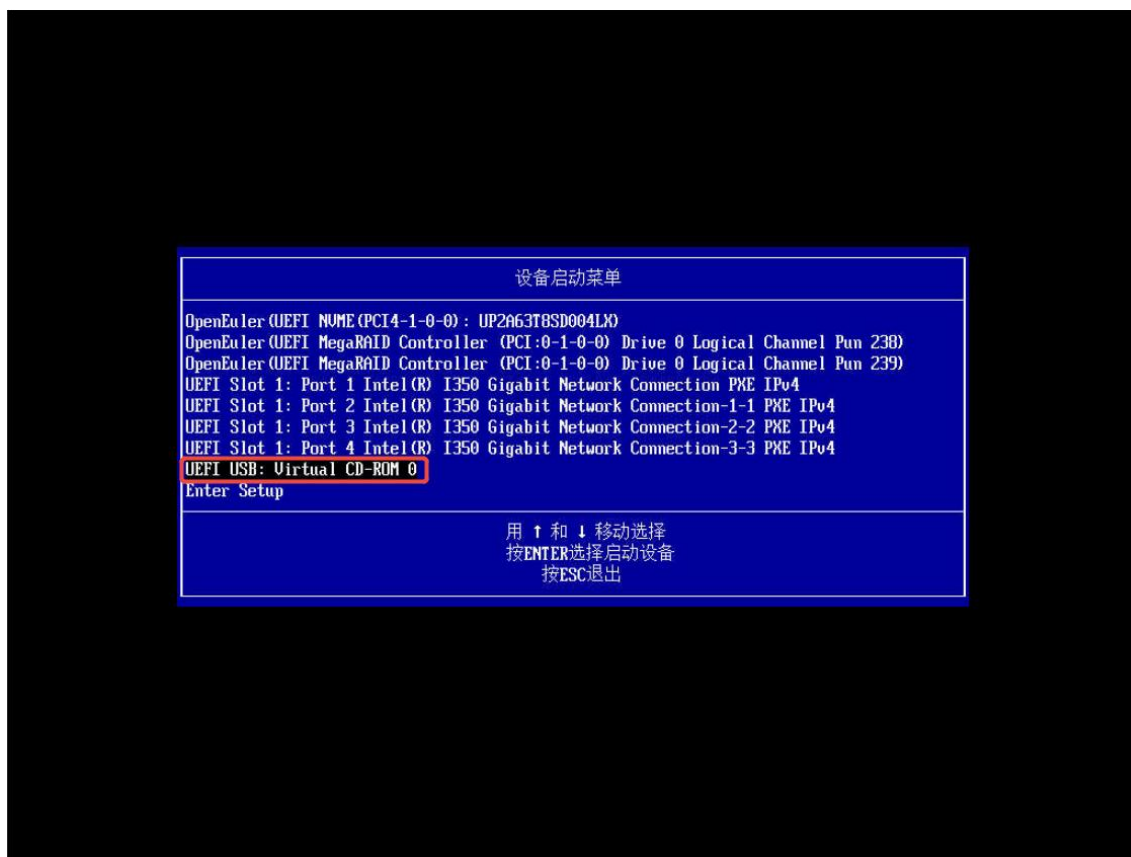 设备启动菜单
OpenEuler(UEFI NVME(PCI4-1-0-0): UP2A63T8SD004LX)
OpenEuler(UEFI MegaRAID Controller (PCI:0-1-0-0) Drive 0 Logical Channel Pun 238)
OpenEuler(UEFI MegaRAID Controller (PCI:0-1-0-0) Drive 0 Logical Channel Pun 239)
UEFI Slot 1: Port 1 Intel(R) I350 Gigabit Network Connection PXE IPv4
UEFI Slot 1: Port 2 Intel(R) I350 Gigabit Network Connection-1-1 PXE IPv4
UEFI Slot 1: Port 3 Intel(R) I350 Gigabit Network Connection-2-2 PXE IPv4
UEFI Slot 1: Port 4 Intel(R) I350 Gigabit Network Connection-3-3 PXE IPv4
UEFI USB: Virtual CD-ROM 0
Enter Setup
用 ↑ 和 ↓ 移动选择
按ENTER选择启动设备
按ESC退出